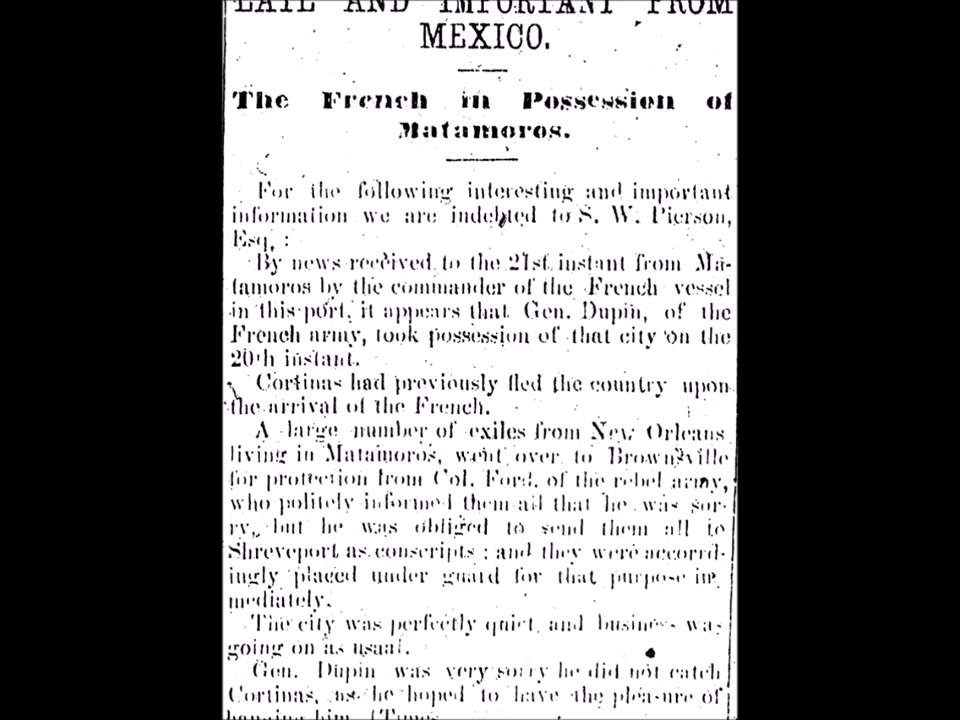 LATE AND IMPORTANT FROM
MEXICO.
The French in Possession of
Matamoros.
For the following interesting and important
information we are indebted to S. W. Pierson,
Esq. :
By news received to the 21st instant from Ma-
tamoros by the commander of the French vessel
in this port, it appears that Gen. Dupin, of the
French army, took possession of that city on the
20th instant.
Cortinas had previously fled the country upon
the arrival of the French.
A large number of exiles from New Orleans
living in Matamoros, went over to Brownsville
for protection from Col. Ford, of the rebel army,
who politely informed them all that he was sor-
ry, but he was obliged to send them all to
Shreveport as conscripts ; and they were accord-
ingly placed under guard for that purpose im
mediately.
The city was perfectly quiet and business was
going on as usual.
Gen. Dupin was very sorry he did not catch
Cortinas, as he hoped to have the pleasure of
hanging him. [Times